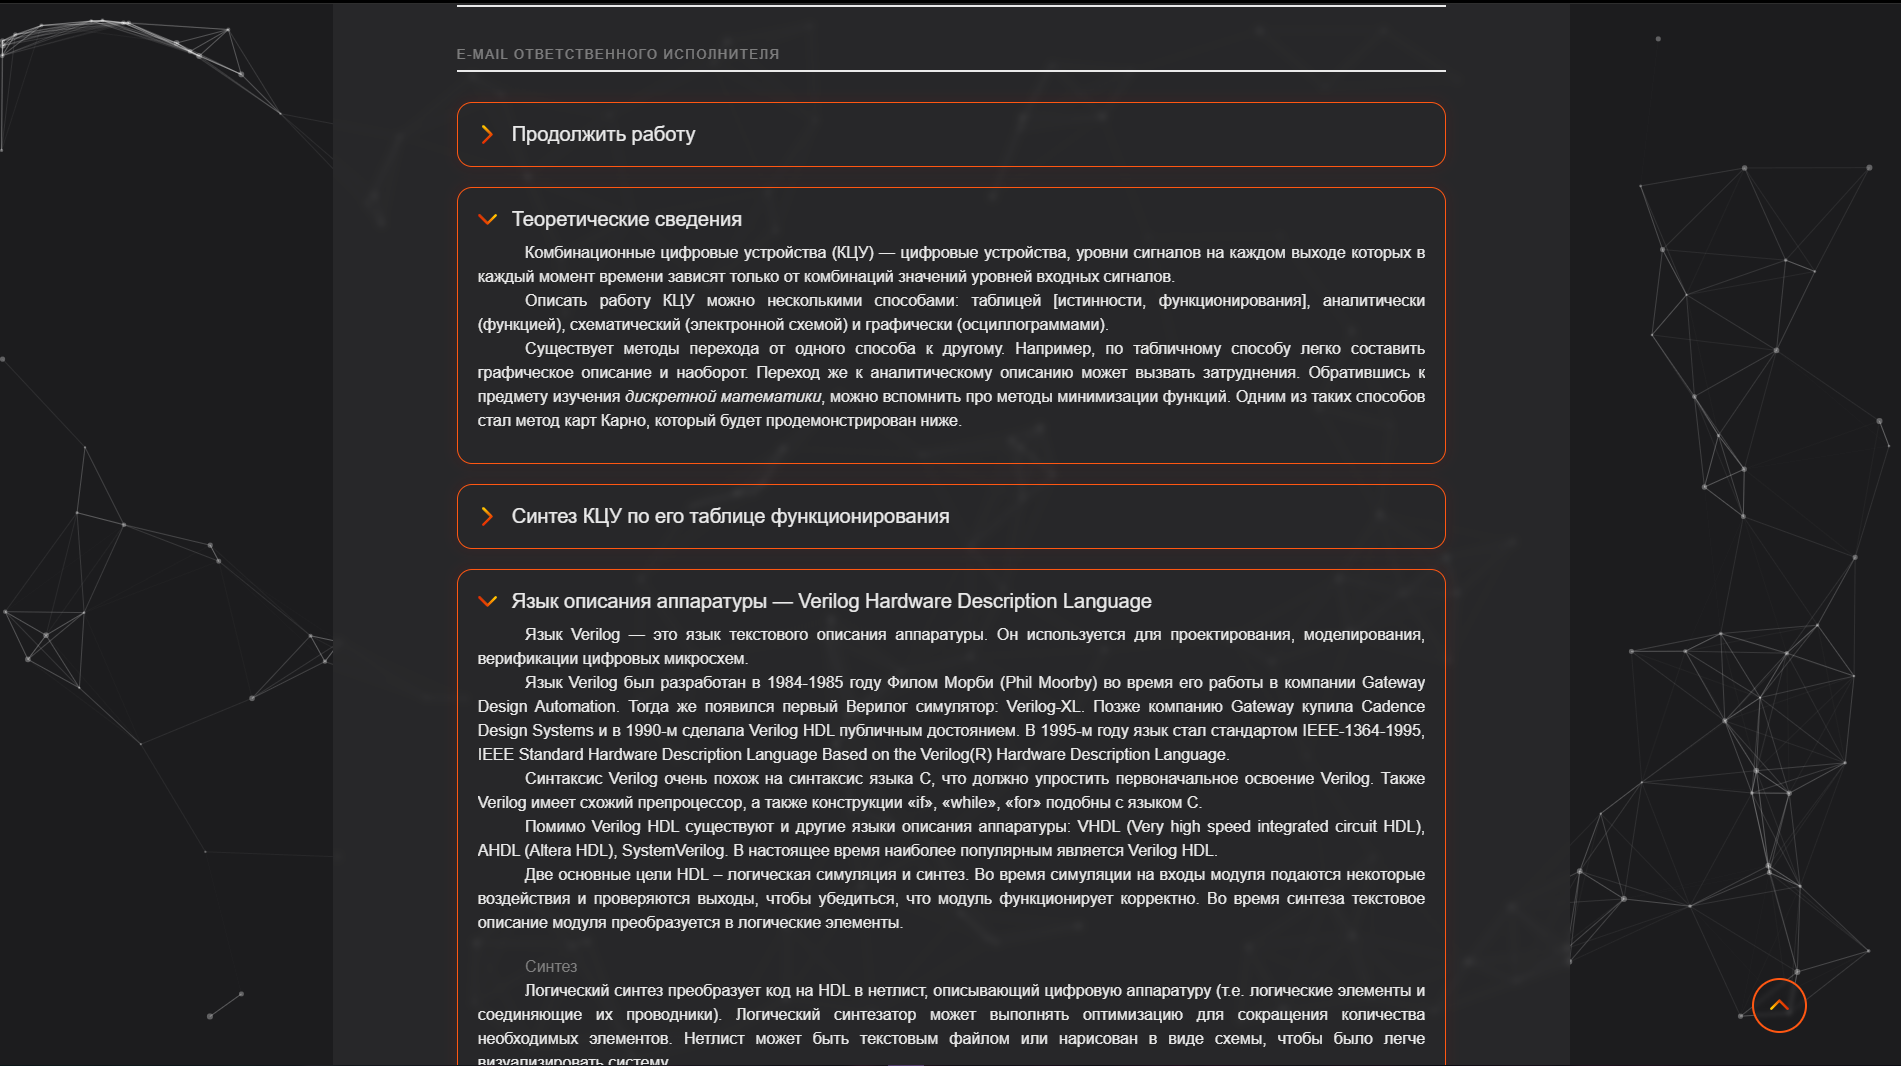 E-MAIL ОТВЕТСТВЕННОГО ИСПОЛНИТЕЛЯ
Продолжить работу
Теоретические сведения
Комбинационные цифровые устройства (КЦУ) — цифровые устройства, уровни сигналов на каждом выходе которых в
каждый момент времени зависят только от комбинаций значений уровней входных сигналов.
Описать работу КЦУ можно несколькими способами: таблицей [истинности, функционирования], аналитически
(функцией), схематический (электронной схемой) и графически (осциллограммами).
Существует методы перехода от одного способа к другому. Например, по табличному способу легко составить
графическое описание и наоборот. Переход же к аналитическому описанию может вызвать затруднения. Обратившись к
предмету изучения дискретной математики, можно вспомнить про методы минимизации функций. Одним из таких способов
стал метод карт Карно, который будет продемонстрирован ниже.
Синтез КЦУ по его таблице функционирования
Язык описания аппаратуры — Verilog Hardware Description Language
Язык Verilog — это язык текстового описания аппаратуры. Он используется для проектирования, моделирования,
верификации цифровых микросхем.
Язык Verilog был разработан в 1984-1985 году Филом Морби (Phil Moorby) во время его работы в компании Gateway
Design Automation. Тогда же появился первый Верилог симулятор: Verilog-XL. Позже компанию Gateway купила Cadence
Design Systems и в 1990-м сделала Verilog HDL публичным достоянием. В 1995-м году язык стал стандартом IEEE-1364-1995,
IEEE Standard Hardware Description Language Based on the Verilog(R) Hardware Description Language.
Синтаксис Verilog очень похож на синтаксис языка C, что должно упростить первоначальное освоение Verilog. Также
Verilog имеет схожий препроцессор, а также конструкции «if», «while», «for» подобны с языком C.
Помимо Verilog HDL существуют и другие языки описания аппаратуры: VHDL (Very high speed integrated circuit HDL),
AHDL (Altera HDL), SystemVerilog. В настоящее время наиболее популярным является Verilog HDL.
Две основные цели HDL – логическая симуляция и синтез. Во время симуляции на входы модуля подаются некоторые
воздействия и проверяются выходы, чтобы убедиться, что модуль функционирует корректно. Во время синтеза текстовое
описание модуля преобразуется в логические элементы.
Синтез
Логический синтез преобразует код на HDL в нетлист, описывающий цифровую аппаратуру (т.е. логические элементы и
соединяющие их проводники). Логический синтезатор может выполнять оптимизацию для сокращения количества
необходимых элементов. Нетлист может быть текстовым файлом или нарисован в виде схемы, чтобы было легче
визуализировать систему.